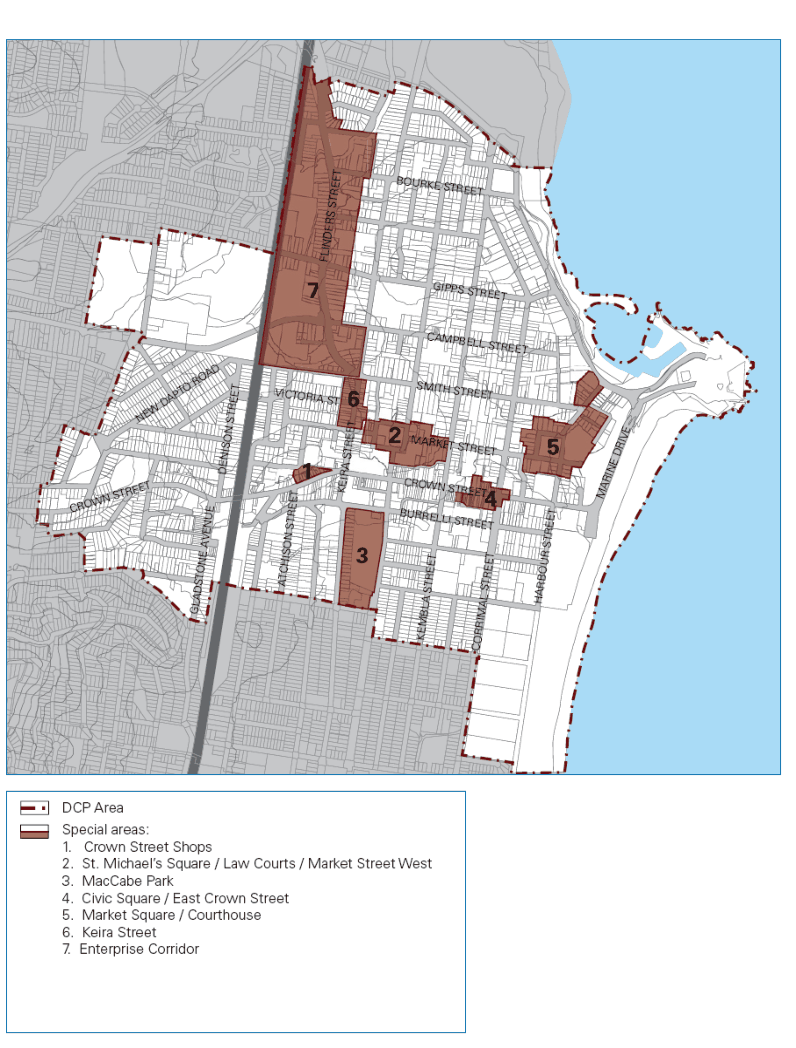 BOURKE STREET
FLINDERS STREET
7
GIPPS STREET
CAMPBELL STREET
SMITH STREET
VICTORIA ST
6
NEW DAPTO ROAD
DENISON STREET
2
MARKET STREET
5
KEIRA STREET
MARINE DRIVE
1
CROWN STREET
CROWN STREET
4
BURRELLI STREET
GLADSTONE AVENUE
ATCHISON STREET
3
KEMBLA STREET
CORRIMAL STREET
HARBOUR STREET
DCP Area
Special areas:
1. Crown Street Shops
2. St. Michael's Square / Law Courts / Market Street West
3. MacCabe Park
4. Civic Square / East Crown Street
5. Market Square / Courthouse
6. Keira Street
7. Enterprise Corridor